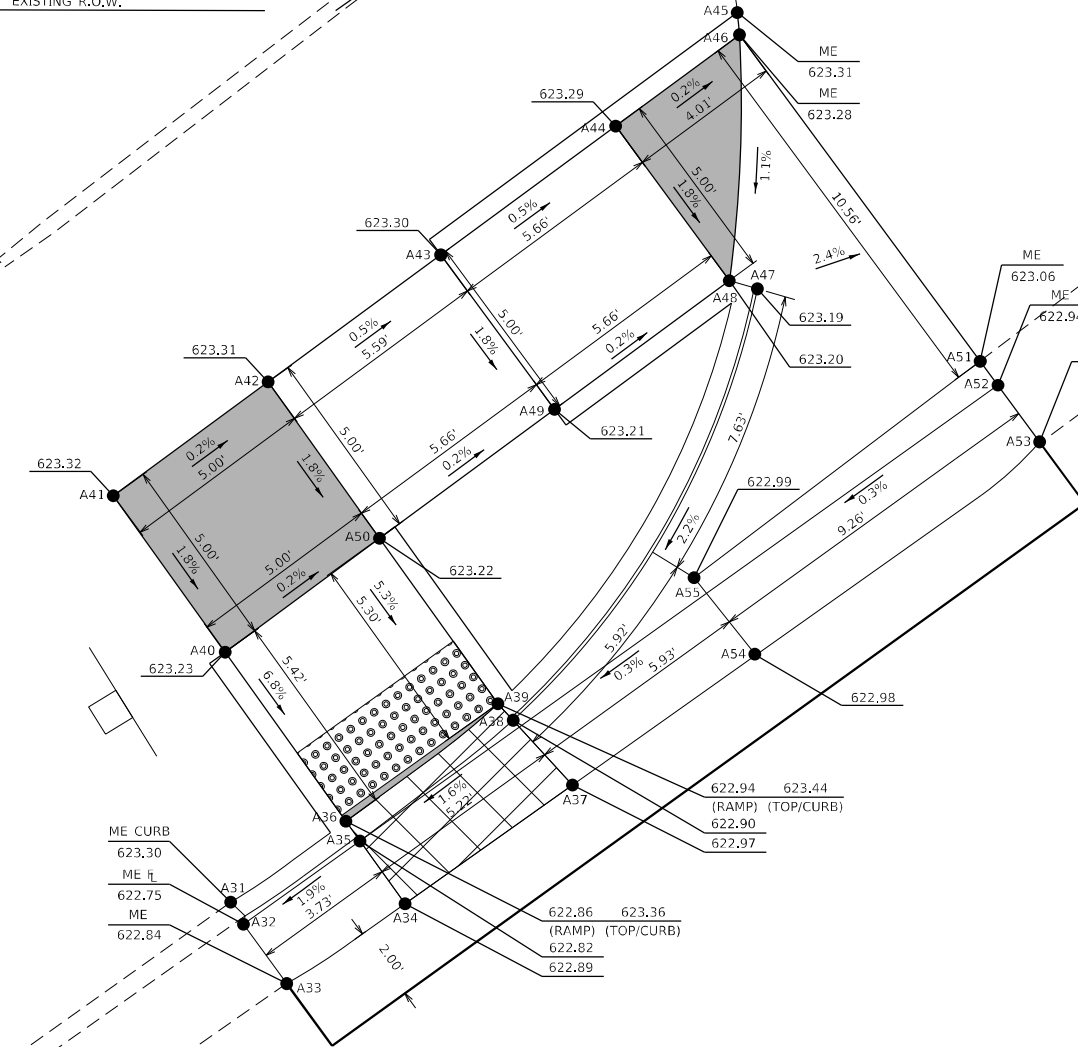 EXISTING R.O.W.
A45
A46
ME
623.31
ME
623.28
623.29
A44
0.2%
4.01'
5.00'
1.8%
1.1%
10.56'
2.4%
623.30
A43
0.5%
5.66'
ME
623.06
ME
622.94
A47
A48
623.19
623.20
5.00'
1.8%
5.66'
0.2%
0.5%
5.59'
623.31
A42
A51
A52
A53
A49
623.21
7.63'
5.00'
1.8%
5.66'
0.2%
0.2%
5.00'
623.32
A41
622.99
0.3%
9.26'
5.00'
1.8%
A50
623.22
5.00'
0.2%
2.2%
A55
5.3%
5.30'
A40
623.23
5.42'
6.8%
5.92'
0.3%
5.93'
A54
622.98
A39
A38
A37
622.94 623.44
(RAMP) (TOP/CURB)
622.90
622.97
1.6%
5.22'
A36
A35
ME CURB
623.30
ME FL
622.75
ME
622.84
A31
A32
A33
1.9%
3.73'
A34
2.00'
622.86 623.36
(RAMP) (TOP/CURB)
622.82
622.89